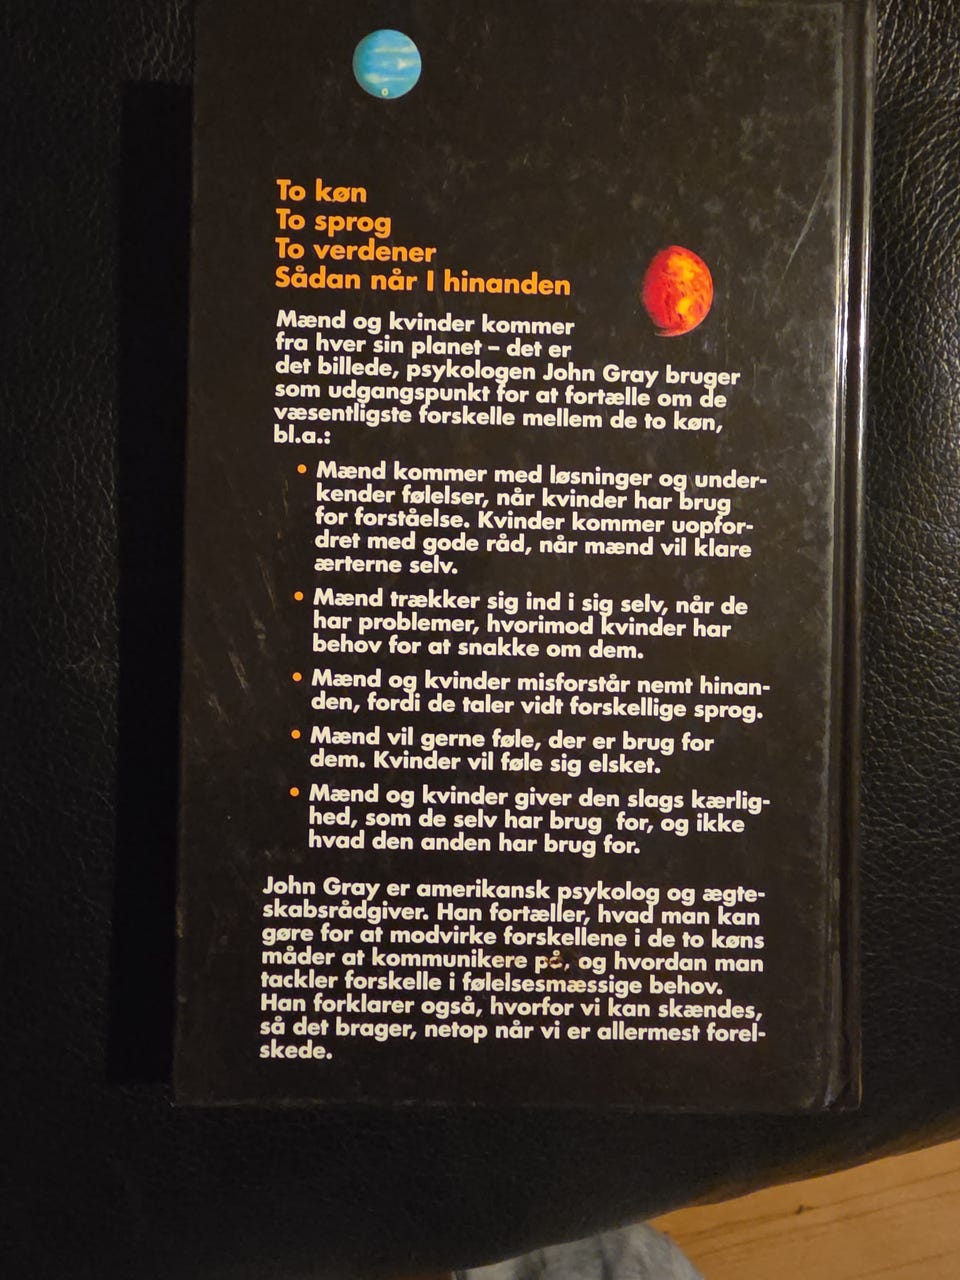 To køn
To sprog
To verdener
Sådan når I hinanden
Mænd og kvinder kommer
fra hver sin planet – det er
det billede, psykologen John Gray bruger
som udgangspunkt for at fortælle om de
væsentligste forskelle mellem de to køn,
bl.a.:
• Mænd kommer med løsninger og under-
kender følelser, når kvinder har brug
for forståelse. Kvinder kommer uopfor-
dret med gode råd, når mænd vil klare
ærterne selv.
• Mænd trækker sig ind i sig selv, når de
har problemer, hvorimod kvinder har
behov for at snakke om dem.
• Mænd og kvinder misforstår nemt hinan-
den, fordi de taler vidt forskellige sprog.
• Mænd vil gerne føle, der er brug for
dem. Kvinder vil føle sig elsket.
• Mænd og kvinder giver den slags kærlig-
hed, som de selv har brug for, og ikke
hvad den anden har brug for.
John Gray er amerikansk psykolog og ægte-
skabsrådgiver. Han fortæller, hvad man kan
gøre for at modvirke forskellene i de to køns
måder at kommunikere på, og hvordan man
tackler forskelle i følelsesmæssige behov.
Han forklarer også, hvorfor vi kan skændes,
så det brager, netop når vi er allermest forel-
skede.